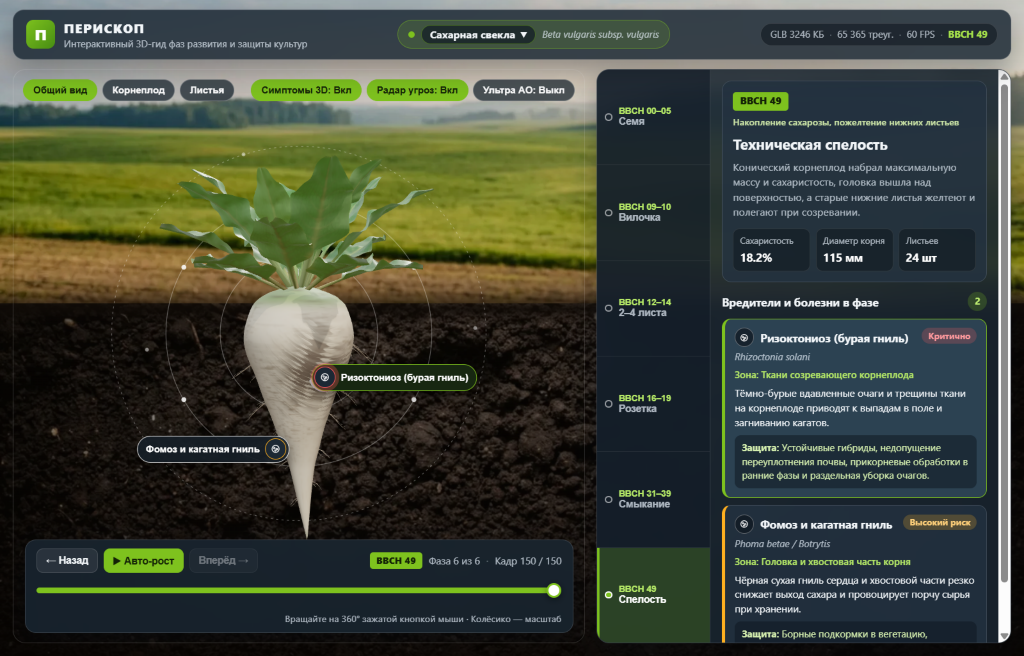 П
ПЕРИСКОП
Интерактивный 3D-гид фаз развития и защиты культур
Сахарная свекла ▼ Beta vulgaris subsp. vulgaris
GLB 3246 КБ · 65 365 треуг. · 60 FPS · BBCH 49
Общий вид Корнеплод Листья Симптомы 3D: Вкл Радар угроз: Вкл Ультра АО: Выкл
Ризоктониоз (бурая гниль)
Фомоз и кагатная гниль
← Назад ▶ Авто-рост Вперёд → BBCH 49 Фаза 6 из 6 · Кадр 150 / 150
Вращайте на 360° зажатой кнопкой мыши · Колёсико — масштаб
BBCH 00–05
Семя
BBCH 09–10
Вилочка
BBCH 12–14
2–4 листа
BBCH 16–19
Розетка
BBCH 31–39
Смыкание
BBCH 49
Спелость
BBCH 49
Накопление сахарозы, пожелтение нижних листьев
Техническая спелость
Конический корнеплод набрал максимальную
массу и сахаристость, головка вышла над
поверхностью, а старые нижние листья желтеют и
полегают при созревании.
Сахаристость
18.2%
Диаметр корня
115 мм
Листьев
24 шт
Вредители и болезни в фазе 2
Ризоктониоз (бурая гниль) Критично
Rhizoctonia solani
Зона: Ткани созревающего корнеплода
Тёмно-бурые вдавленные очаги и трещины ткани
на корнеплоде приводят к выпадам в поле и
загниванию кагатов.
Защита: Устойчивые гибриды, недопущение
переуплотнения почвы, прикорневые обработки в
ранние фазы и раздельная уборка очагов.
Фомоз и кагатная гниль Высокий риск
Phoma betae / Botrytis
Зона: Головка и хвостовая часть корня
Чёрная сухая гниль сердца и хвостовой части резко
снижает выход сахара и провоцирует порчу сырья
при хранении.
Защита: Борные подкормки в вегетацию,